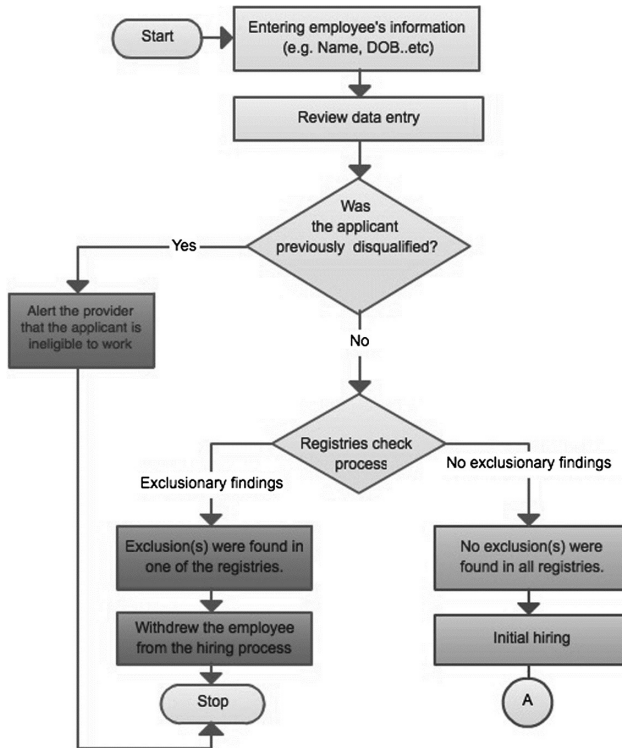 Start
Entering employee's information
(e.g. Name, DOB..etc)
Review data entry
Was
the applicant
previously disqualified?
Yes
Alert the provider
that the applicant is
ineligible to work
No
Registries check
process
Exclusionary findings
No exclusionary findings
Exclusion(s) were found in
one of the registries.
No exclusion(s) were
found in all registries.
Withdrew the employee
from the hiring process
Initial hiring
Stop
A